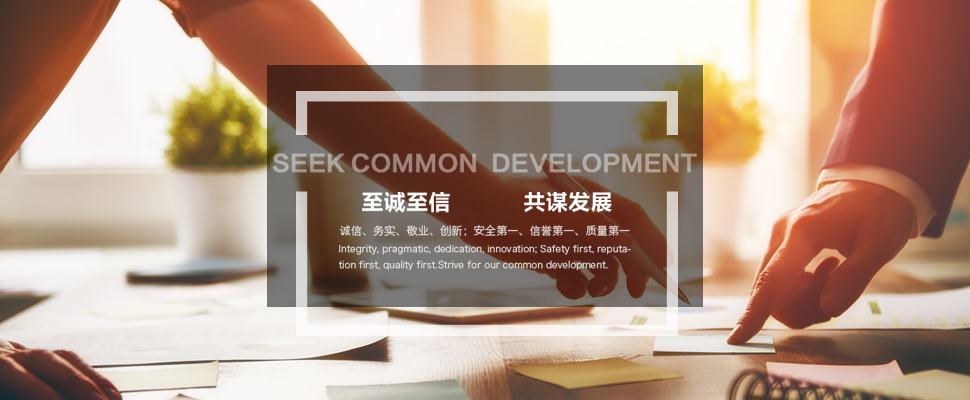 SEEK COMMON DEVELOPMENT
至诚至信 共谋发展
诚信、务实、敬业、创新；安全第一、信誉第一、质量第一
Integrity, pragmatic, dedication, innovation; Safety first, reputa-
tion first, quality first.Strive for our common development.